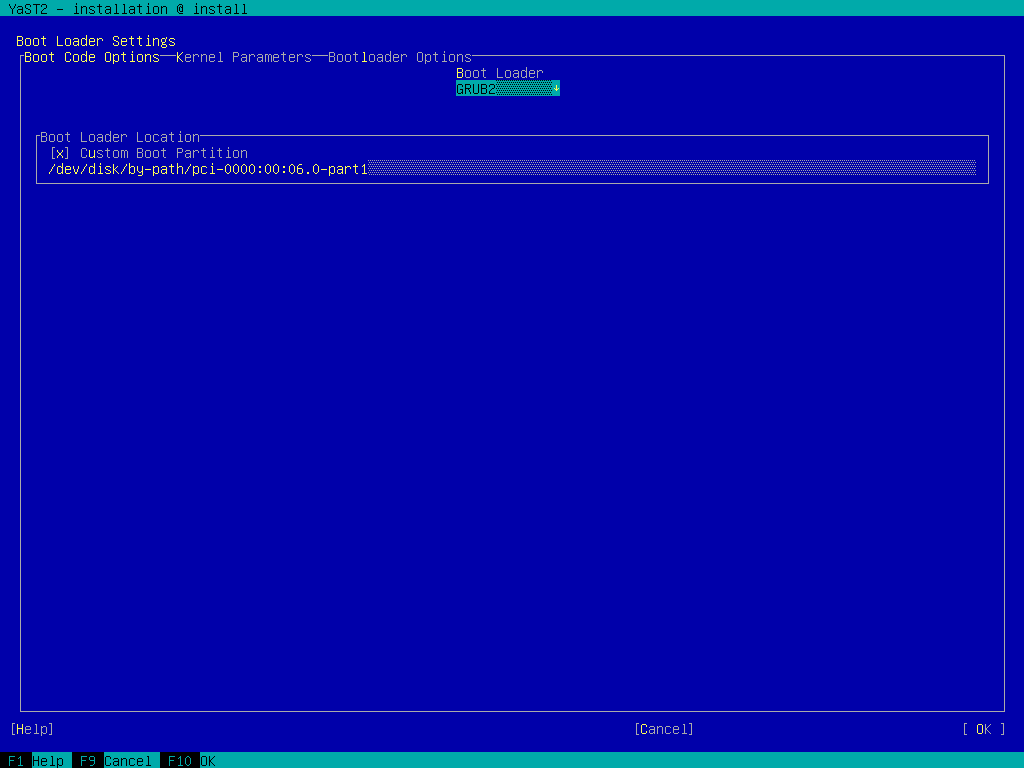 YaST2 - installation @ install
Boot Loader Settings
Boot Code Options Kernel Parameters Bootloader Options
Boot Loader
GRUB2
Boot Loader Location
[x] Custom Boot Partition
/dev/disk/by-path/pci-0000:00:06.0-part1
[Help] [Cancel] [ OK ]
F1 Help F9 Cancel F10 OK